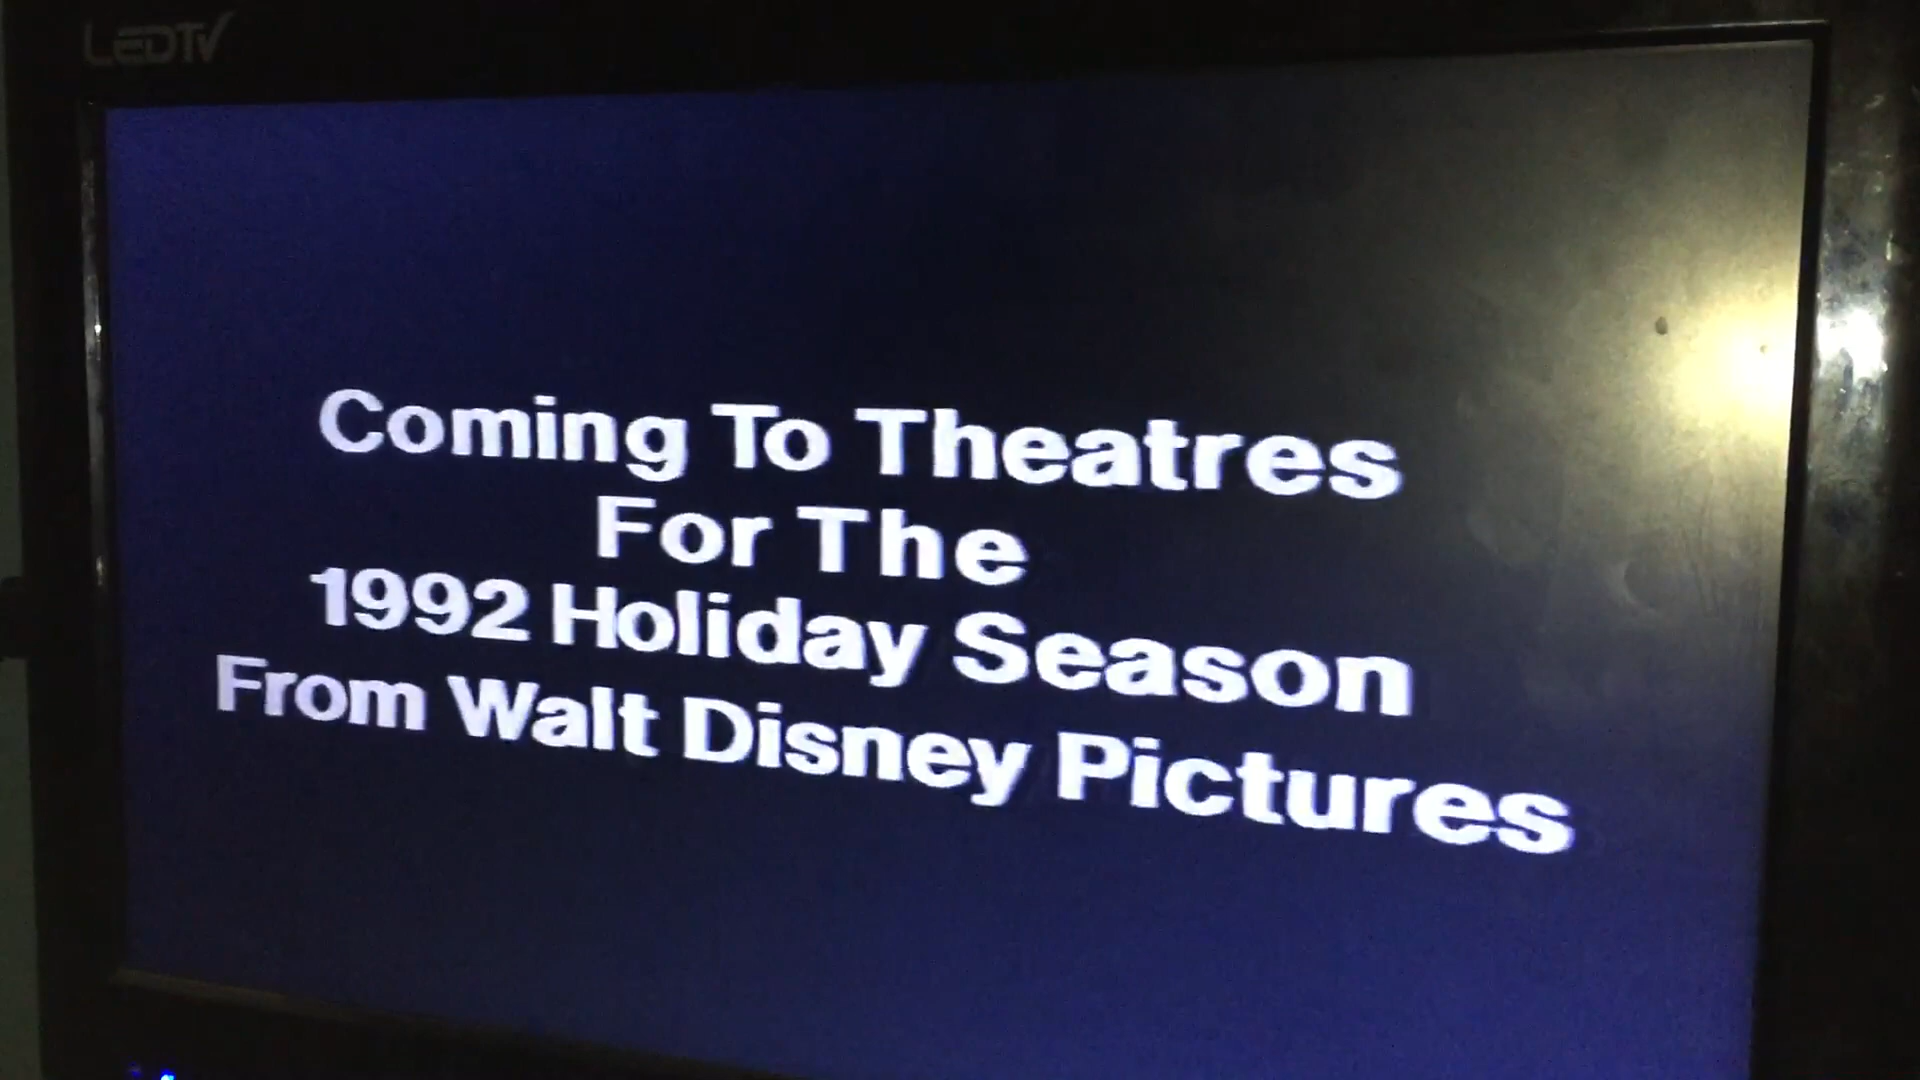 LEDTV
Coming To Theatres
For The
1992 Holiday Season
From Walt Disney Pictures